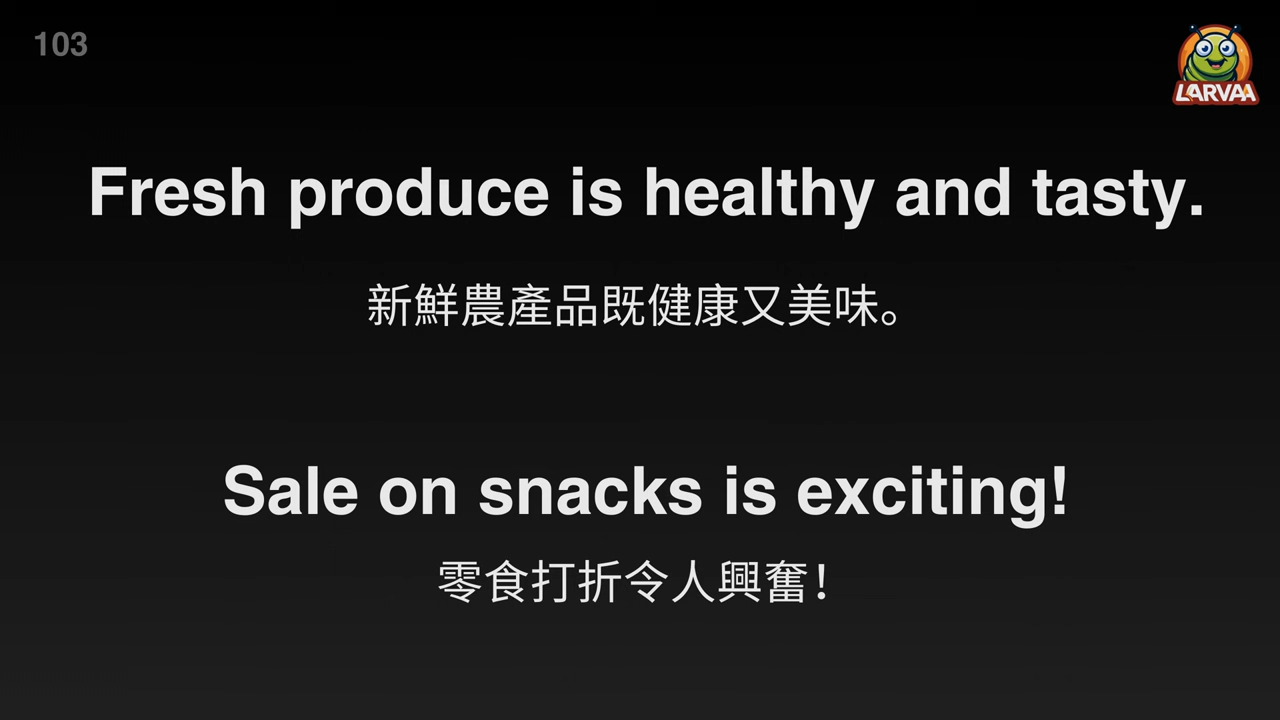 103
LARVAA
Fresh produce is healthy and tasty.
新鮮農產品既健康又美味。
Sale on snacks is exciting!
零食打折令人興奮！